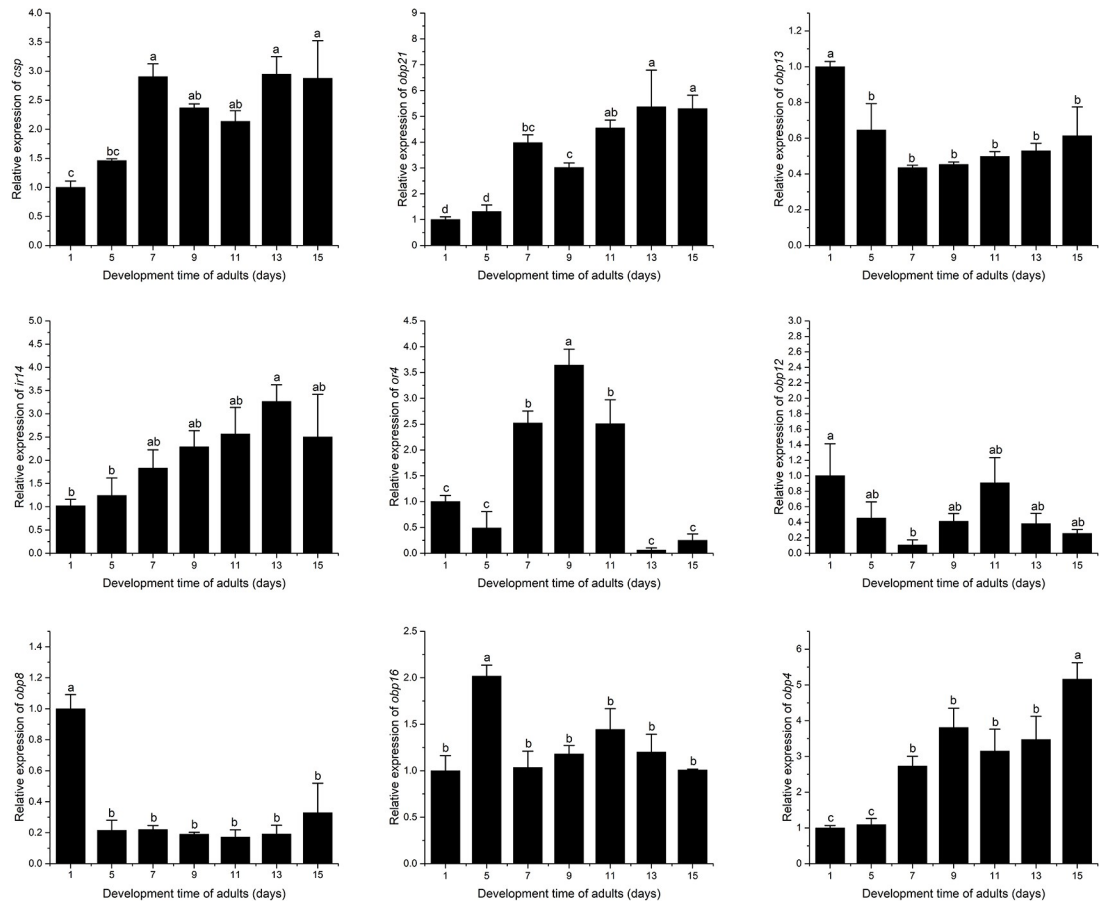 Relative expression of csp
4.0
3.5
3.0
2.5
2.0
1.5
1.0
0.5
0.0
c bc a ab ab a a
1 5 7 9 11 13 15
Development time of adults (days)
Relative expression of obp21
9
8
7
6
5
4
3
2
1
0
d d bc c ab a a
1 5 7 9 11 13 15
Development time of adults (days)
Relative expression of obp13
1.2
1.0
0.8
0.6
0.4
0.2
0.0
a b b b b b b
1 5 7 9 11 13 15
Development time of adults (days)
Relative expression of ir14
5.0
4.5
4.0
3.5
3.0
2.5
2.0
1.5
1.0
0.5
0.0
b b ab ab ab a ab
1 5 7 9 11 13 15
Development time of adults (days)
Relative expression of or4
4.5
4.0
3.5
3.0
2.5
2.0
1.5
1.0
0.5
0.0
c c b a b c c
1 5 7 9 11 13 15
Development time of adults (days)
Relative expression of obp12
3.0
2.8
2.6
2.4
2.2
2.0
1.8
1.6
1.4
1.2
1.0
0.8
0.6
0.4
0.2
0.0
a ab b ab ab ab ab
1 5 7 9 11 13 15
Development time of adults (days)
Relative expression of obp8
1.4
1.2
1.0
0.8
0.6
0.4
0.2
0.0
a b b b b b b
1 5 7 9 11 13 15
Development time of adults (days)
Relative expression of obp16
2.5
2.0
1.5
1.0
0.5
0.0
b a b b b b b
1 5 7 9 11 13 15
Development time of adults (days)
Relative expression of obp4
6
5
4
3
2
1
0
c c b b b b a
1 5 7 9 11 13 15
Development time of adults (days)